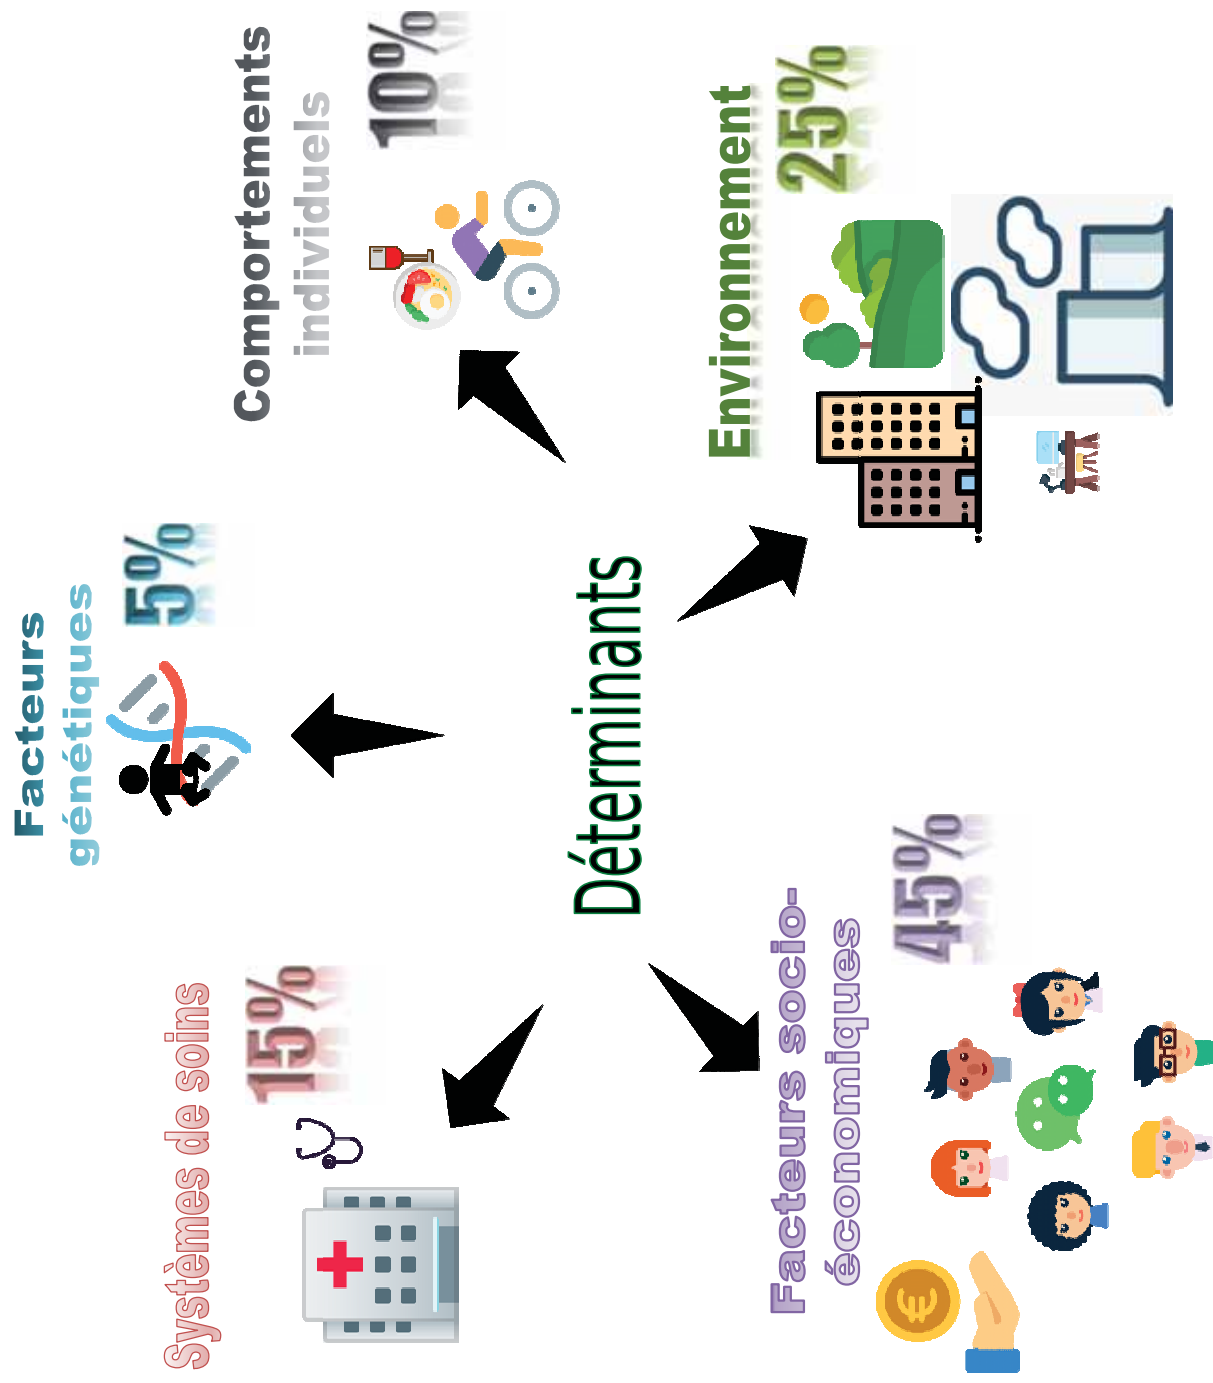 Facteurs
génétiques
5%
Systèmes de soins
15%
Comportements
individuels
10%
Déterminants
Facteurs socio-
économiques
45%
Environnement
25%